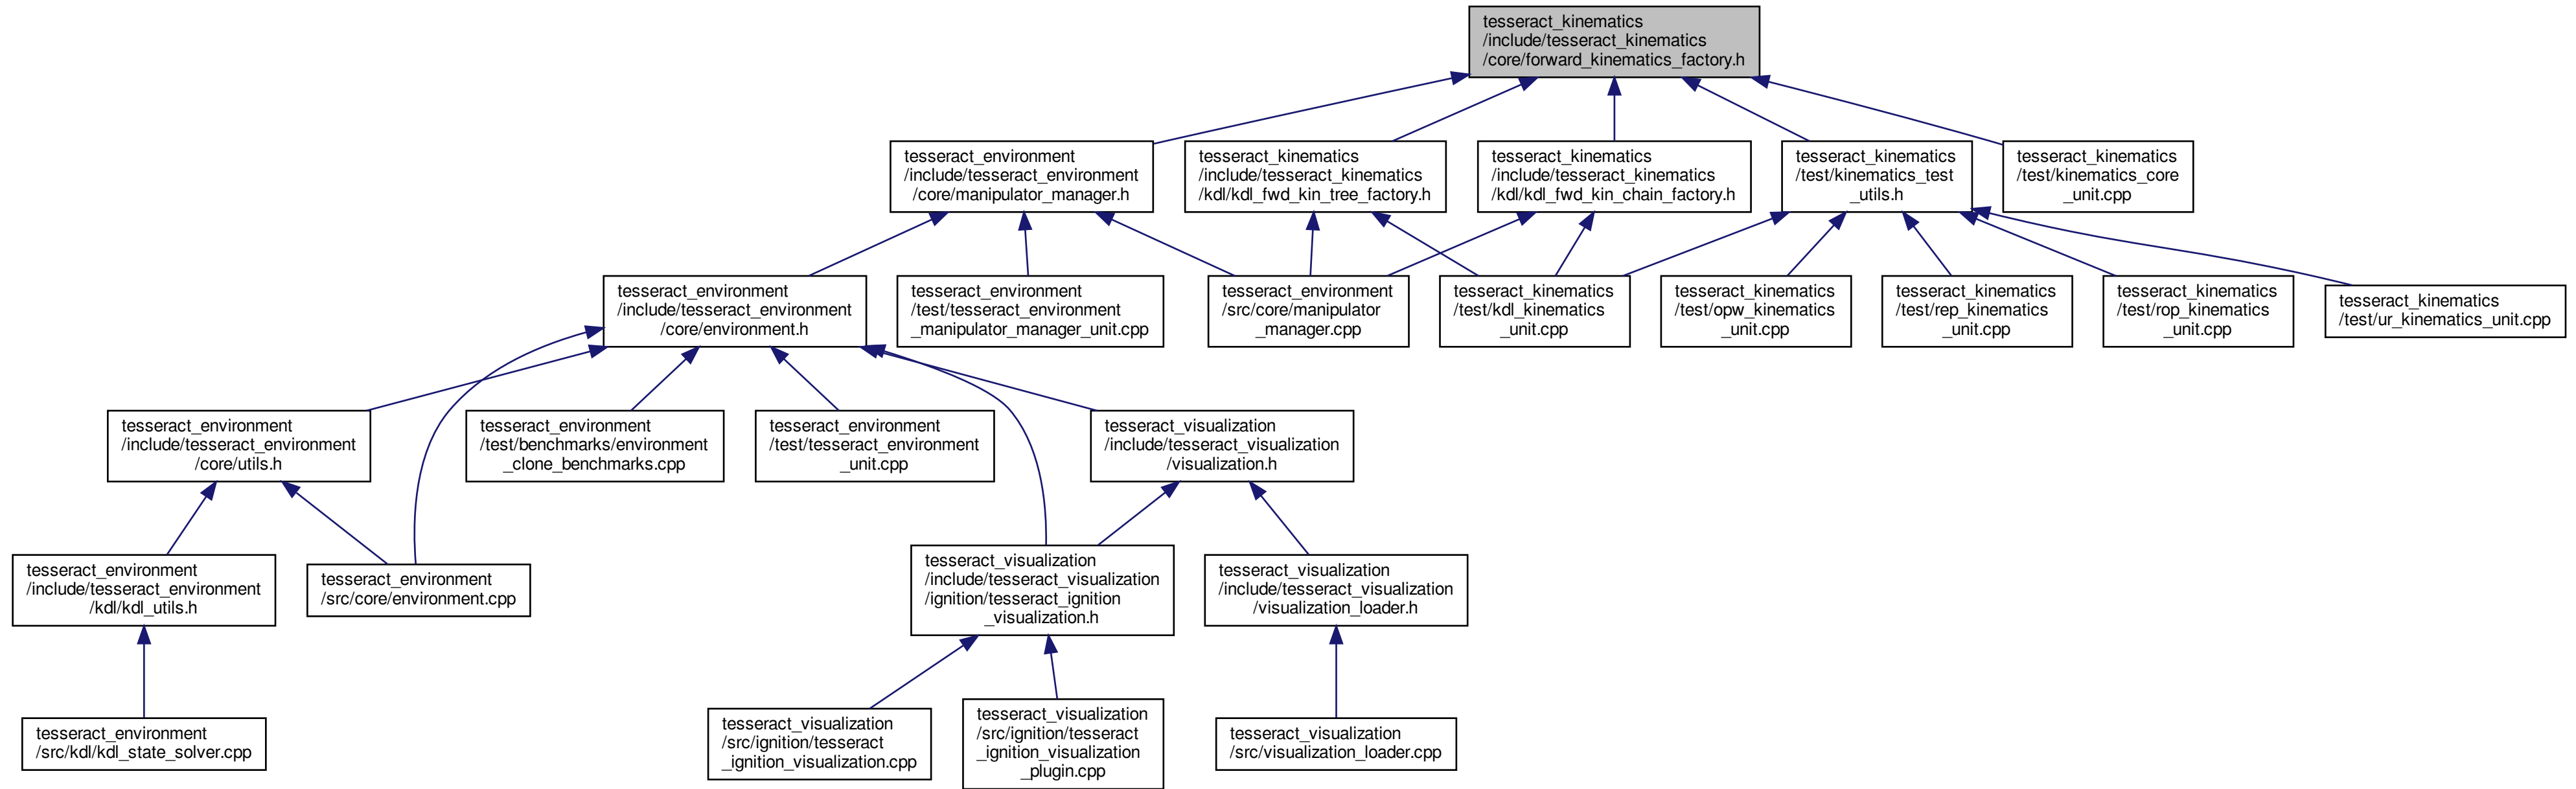 tesseract_kinematics
/include/tesseract_kinematics
/core/forward_kinematics_factory.h
tesseract_environment
/include/tesseract_environment
/core/manipulator_manager.h
tesseract_kinematics
/include/tesseract_kinematics
/kdl/kdl_fwd_kin_tree_factory.h
tesseract_kinematics
/include/tesseract_kinematics
/kdl/kdl_fwd_kin_chain_factory.h
tesseract_kinematics
/test/kinematics_test
_utils.h
tesseract_kinematics
/test/kinematics_core
_unit.cpp
tesseract_environment
/include/tesseract_environment
/core/environment.h
tesseract_environment
/test/tesseract_environment
_manipulator_manager_unit.cpp
tesseract_environment
/src/core/manipulator
_manager.cpp
tesseract_kinematics
/test/kdl_kinematics
_unit.cpp
tesseract_kinematics
/test/opw_kinematics
_unit.cpp
tesseract_kinematics
/test/rep_kinematics
_unit.cpp
tesseract_kinematics
/test/rop_kinematics
_unit.cpp
tesseract_kinematics
/test/ur_kinematics_unit.cpp
tesseract_environment
/include/tesseract_environment
/core/utils.h
tesseract_environment
/test/benchmarks/environment
_clone_benchmarks.cpp
tesseract_environment
/test/tesseract_environment
_unit.cpp
tesseract_visualization
/include/tesseract_visualization
/visualization.h
tesseract_environment
/include/tesseract_environment
/kdl/kdl_utils.h
tesseract_environment
/src/core/environment.cpp
tesseract_visualization
/include/tesseract_visualization
/ignition/tesseract_ignition
_visualization.h
tesseract_visualization
/include/tesseract_visualization
/visualization_loader.h
tesseract_environment
/src/kdl/kdl_state_solver.cpp
tesseract_visualization
/src/ignition/tesseract
_ignition_visualization.cpp
tesseract_visualization
/src/ignition/tesseract
_ignition_visualization
_plugin.cpp
tesseract_visualization
/src/visualization_loader.cpp